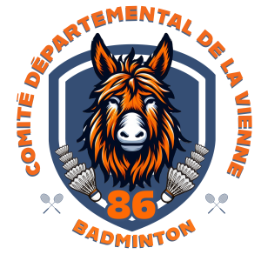 COMITÉ DÉPARTEMENTAL DE LA VIENNE
86
BADMINTON